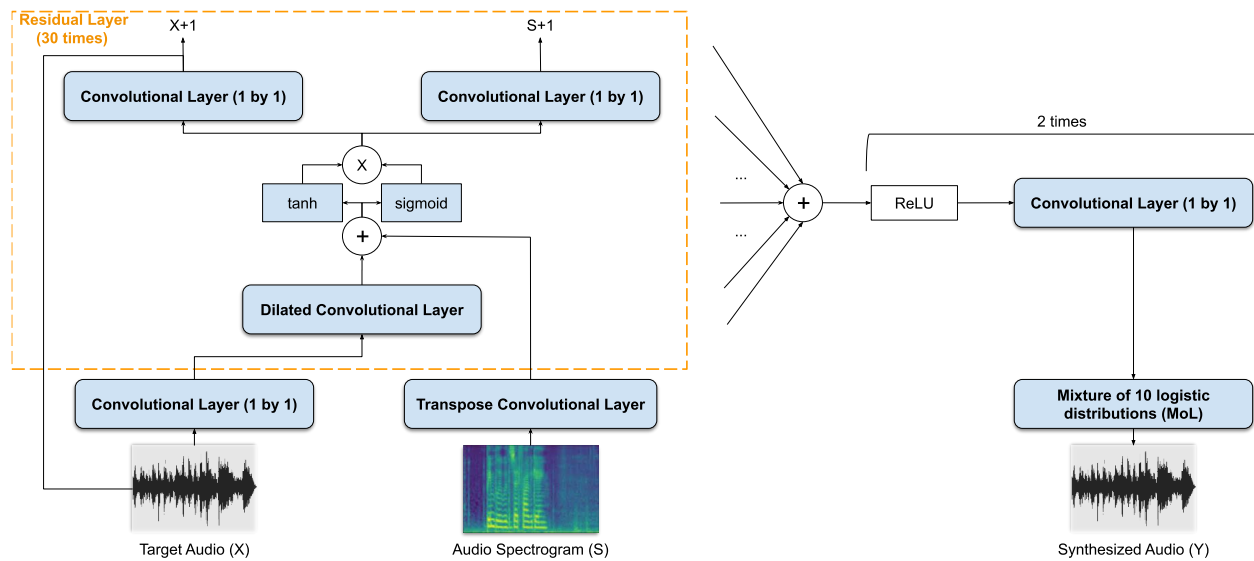 Residual Layer
(30 times)
X+1
S+1
Convolutional Layer (1 by 1)
Convolutional Layer (1 by 1)
X
tanh
sigmoid
+
Dilated Convolutional Layer
Convolutional Layer (1 by 1)
Transpose Convolutional Layer
Target Audio (X)
Audio Spectrogram (S)
2 times
...
+
...
ReLU
Convolutional Layer (1 by 1)
Mixture of 10 logistic
distributions (MoL)
Synthesized Audio (Y)